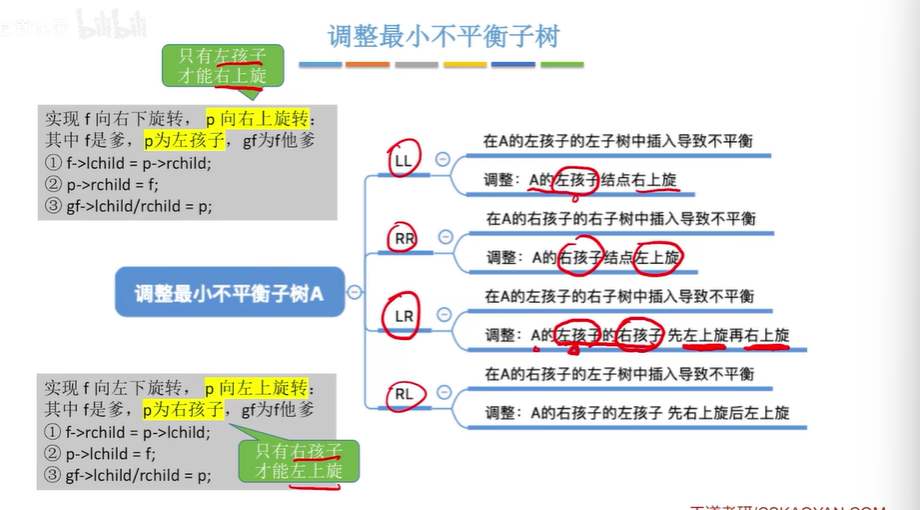 调整最小不平衡子树
只有左孩子
才能右上旋
实现 f 向右下旋转， p 向右上旋转：
其中 f是爹，p为左孩子，gf为f他爹
① f->lchild = p->rchild;
② p->rchild = f;
③ gf->lchild/rchild = p;
调整最小不平衡子树A
LL
在A的左孩子的左子树中插入导致不平衡
调整：A的左孩子结点右上旋
RR
在A的右孩子的右子树中插入导致不平衡
调整：A的右孩子结点左上旋
LR
在A的左孩子的右子树中插入导致不平衡
调整：A的左孩子的右孩子 先左上旋再右上旋
RL
在A的右孩子的左子树中插入导致不平衡
调整：A的右孩子的左孩子 先右上旋后左上旋
实现 f 向左下旋转， p 向左上旋转：
其中 f是爹，p为右孩子，gf为f他爹
① f->rchild = p->lchild;
② p->lchild = f;
③ gf->lchild/rchild = p;
只有右孩子
才能左上旋